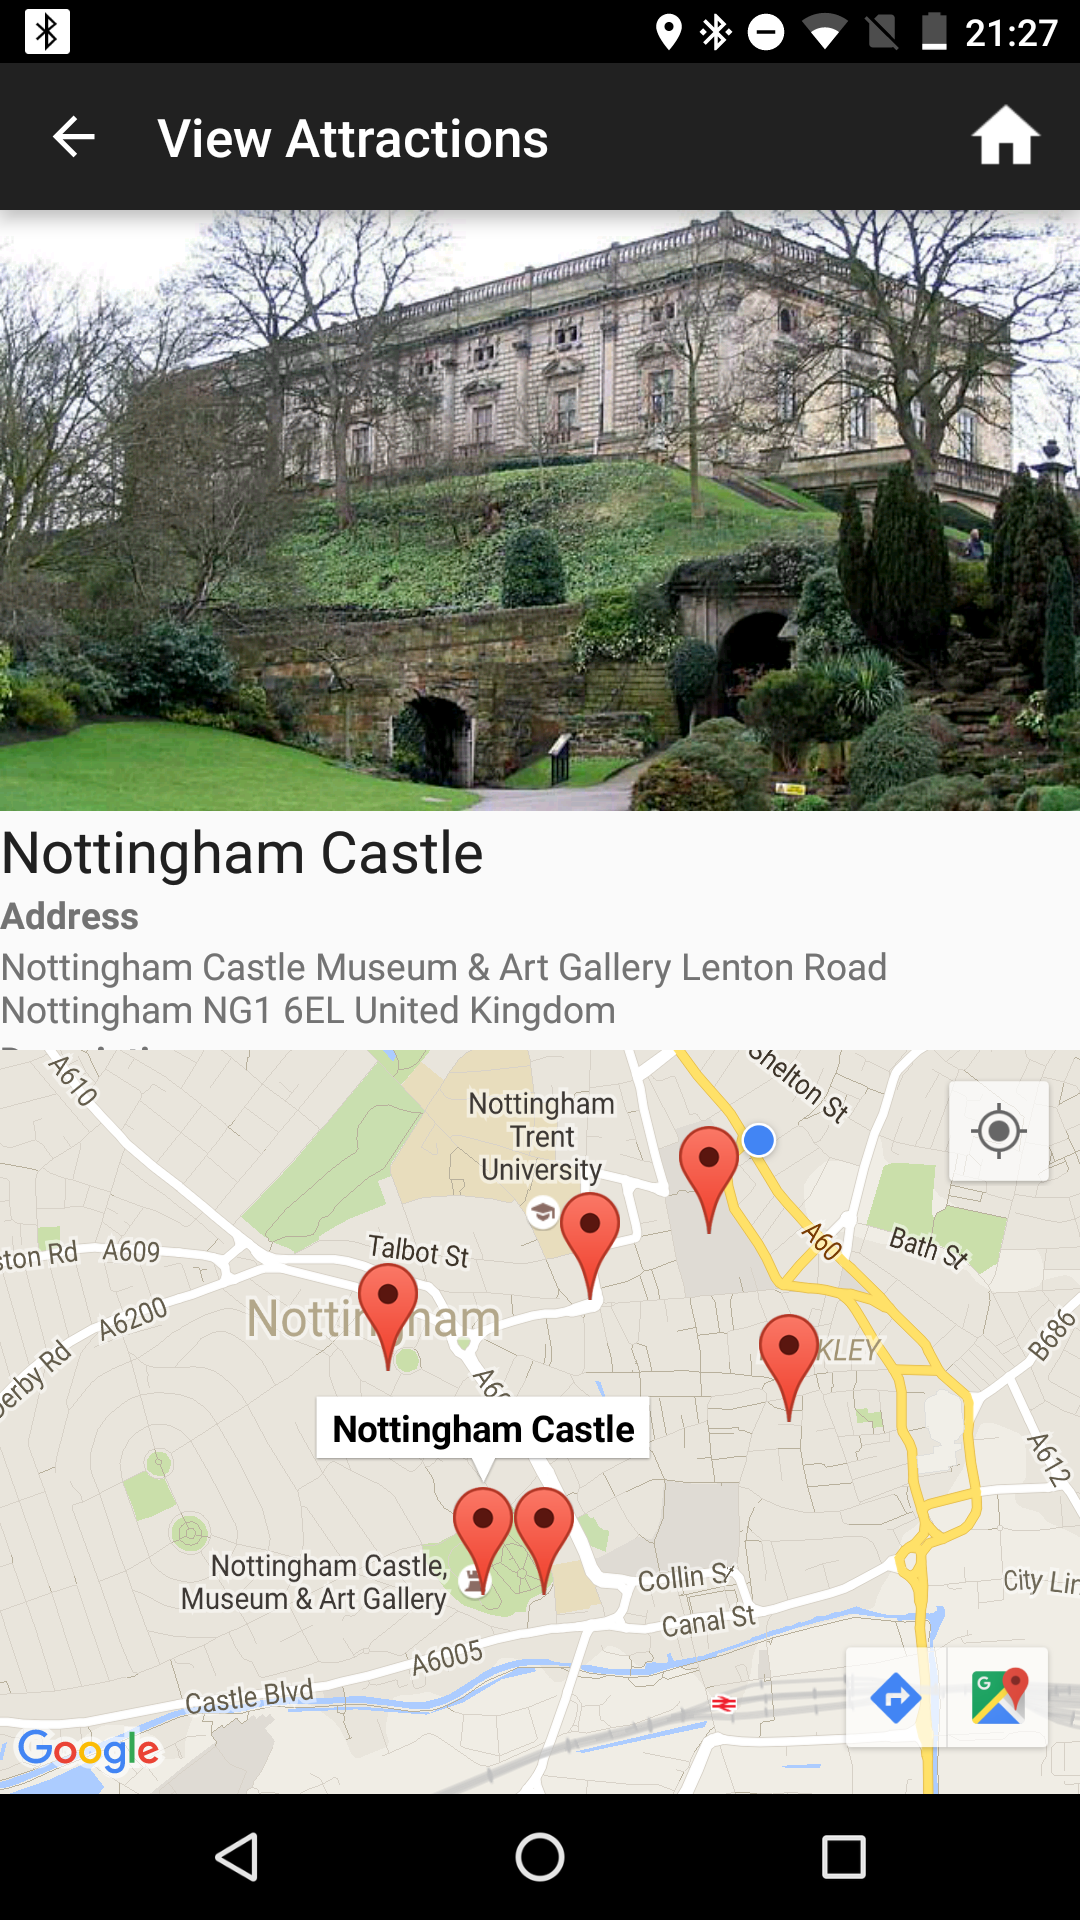 21:27
View Attractions
Nottingham Castle
Address
Nottingham Castle Museum & Art Gallery Lenton Road
Nottingham NG1 6EL United Kingdom
A610
Shelton St
Nottingham
Trent
University
ston Rd
A609
Talbot St
A60
Bath St
A6200
Nottingham
Derby Rd
B686
KLEY
Nottingham Castle
A612
Nottingham Castle,
Museum & Art Gallery
Collin St
City Lin
Canal St
A6005
Castle Blvd
G
Google